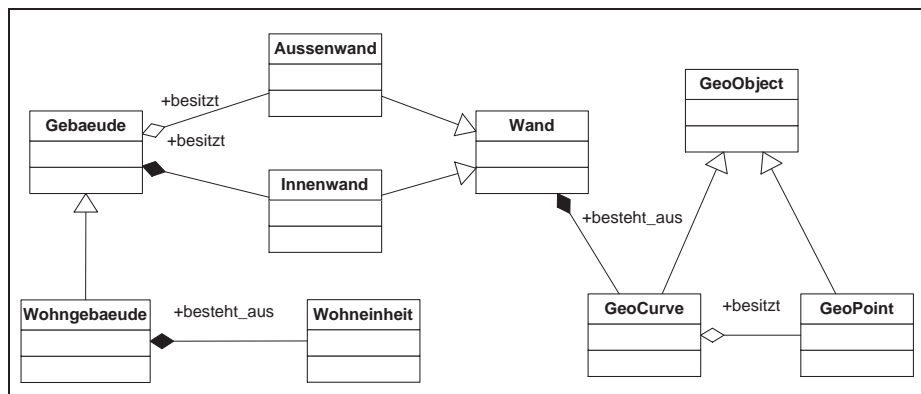 Aussenwand
GeoObject
+besitzt
Gebaeude
+besitzt
Wand
Innenwand
+besteht_aus
Wohngebaeude
+besteht_aus
Wohneinheit
GeoCurve
+besitzt
GeoPoint